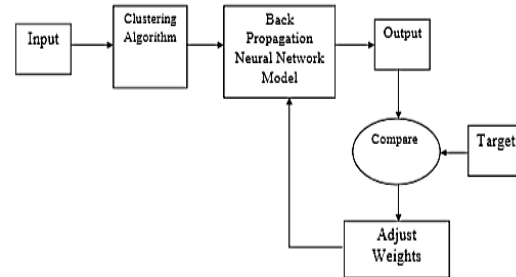 Input
Clustering
Algorithm
Back
Propagation
Neural Network
Model
Output
Compare
Target
Adjust
Weights